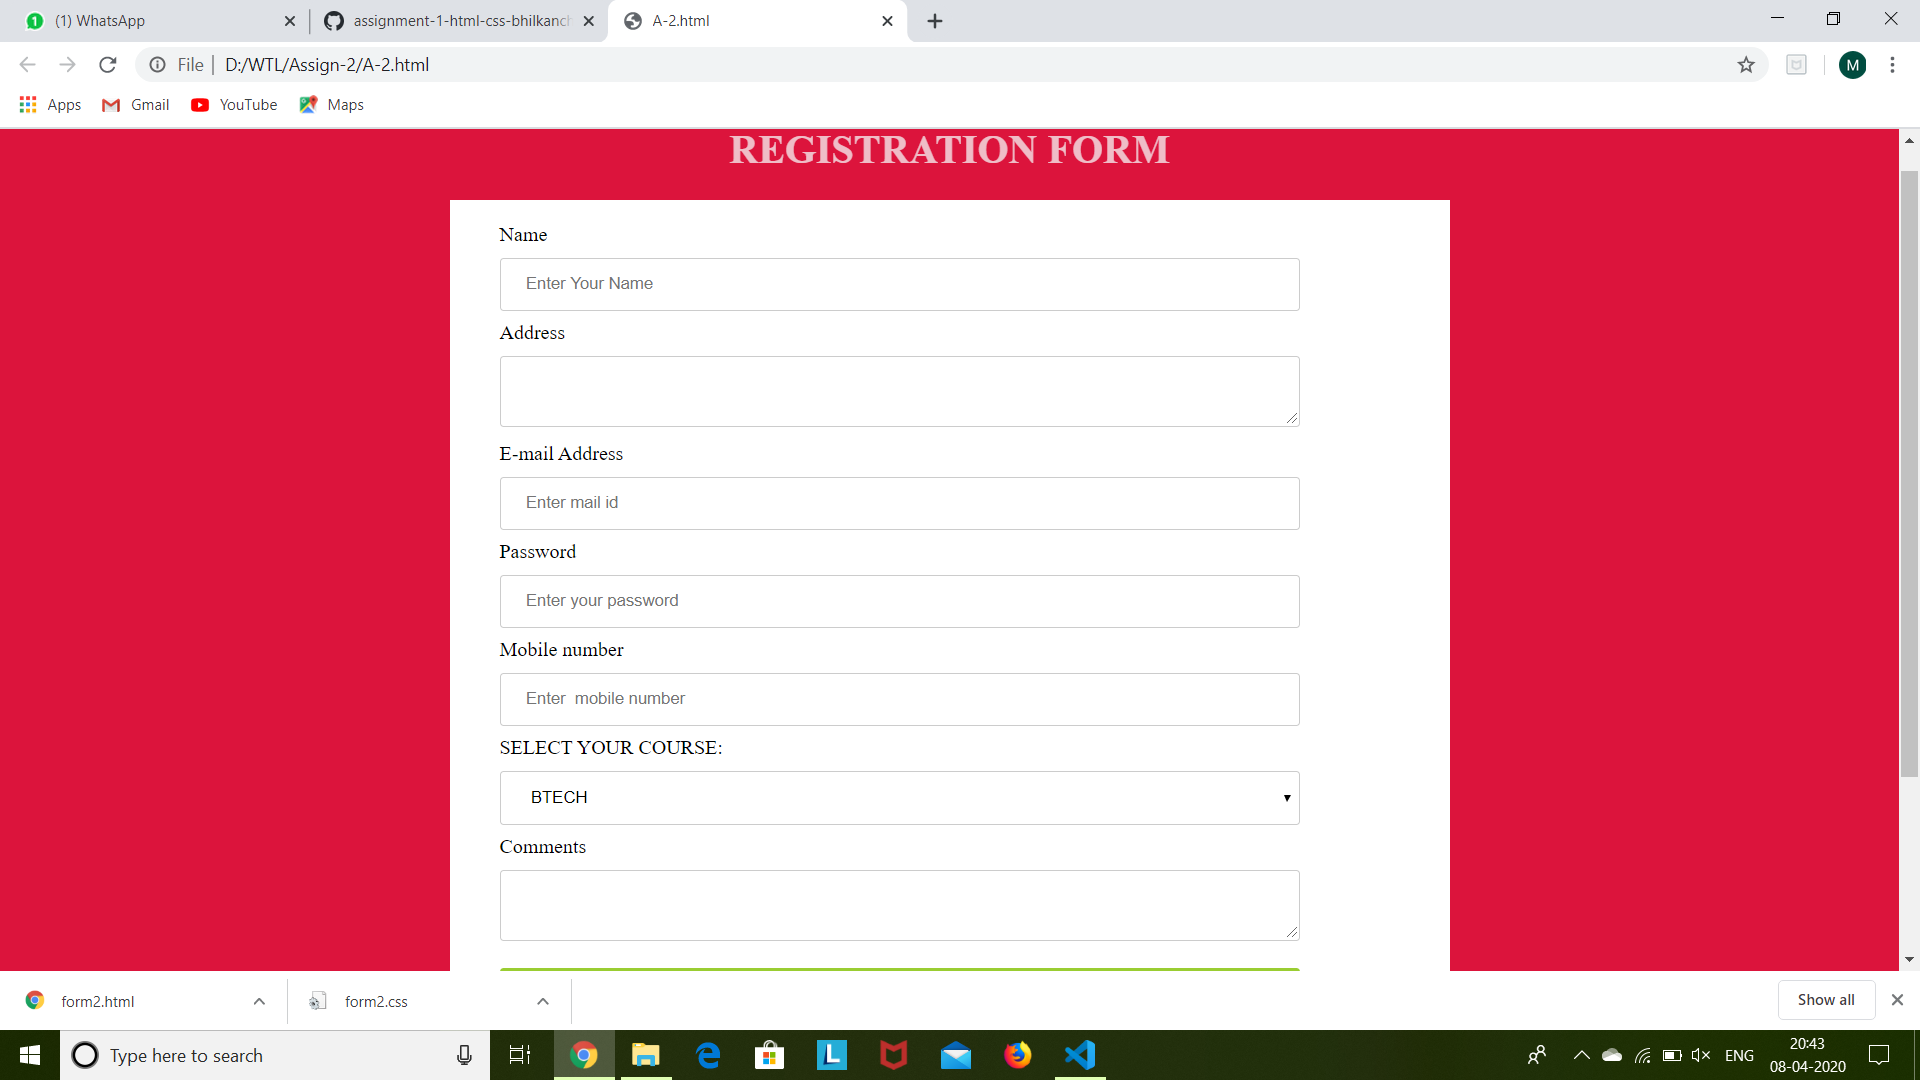 (1) WhatsApp
assignment-1-html-css-bhilkanch
A-2.html
File | D:/WTL/Assign-2/A-2.html
M
Apps Gmail YouTube Maps
REGISTRATION FORM
Name
Enter Your Name
Address
E-mail Address
Enter mail id
Password
Enter your password
Mobile number
Enter  mobile number
SELECT YOUR COURSE:
BTECH
Comments
form2.html
form2.css
Show all
Type here to search
ENG
20:43
08-04-2020